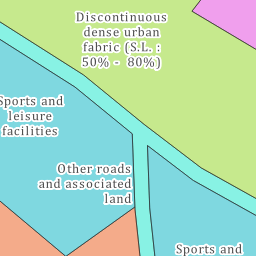 Discontinuous
dense urban
fabric (S.L. :
50% - 80%)
Sports and
leisure
facilities
Other roads
and associated
land
Sports and